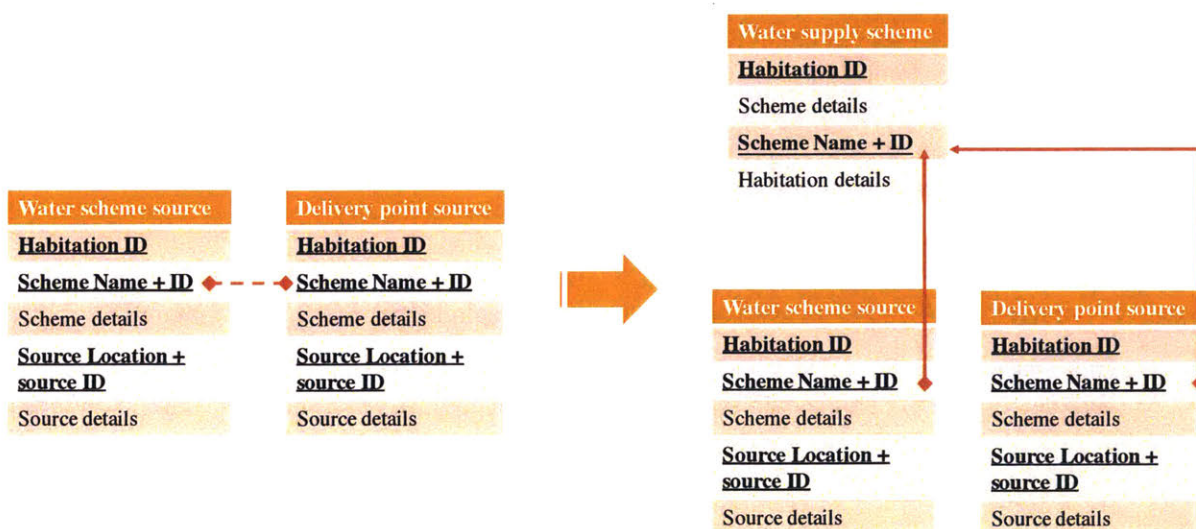 Water scheme source
Habitation ID
Scheme Name + ID
Scheme details
Source Location +
source ID
Source details
Delivery point source
Habitation ID
Scheme Name + ID
Scheme details
Source Location +
source ID
Source details
Water supply scheme
Habitation ID
Scheme details
Scheme Name + ID
Habitation details
Water scheme source
Habitation ID
Scheme Name + ID
Scheme details
Source Location +
source ID
Source details
Delivery point source
Habitation ID
Scheme Name + ID
Scheme details
Source Location +
source ID
Source details